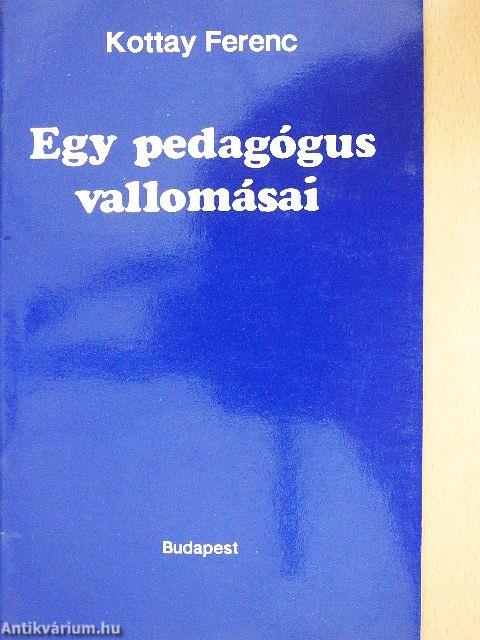 Kottay Ferenc
Egy pedagógus
vallomásai
Budapest
Antikvárium.hu